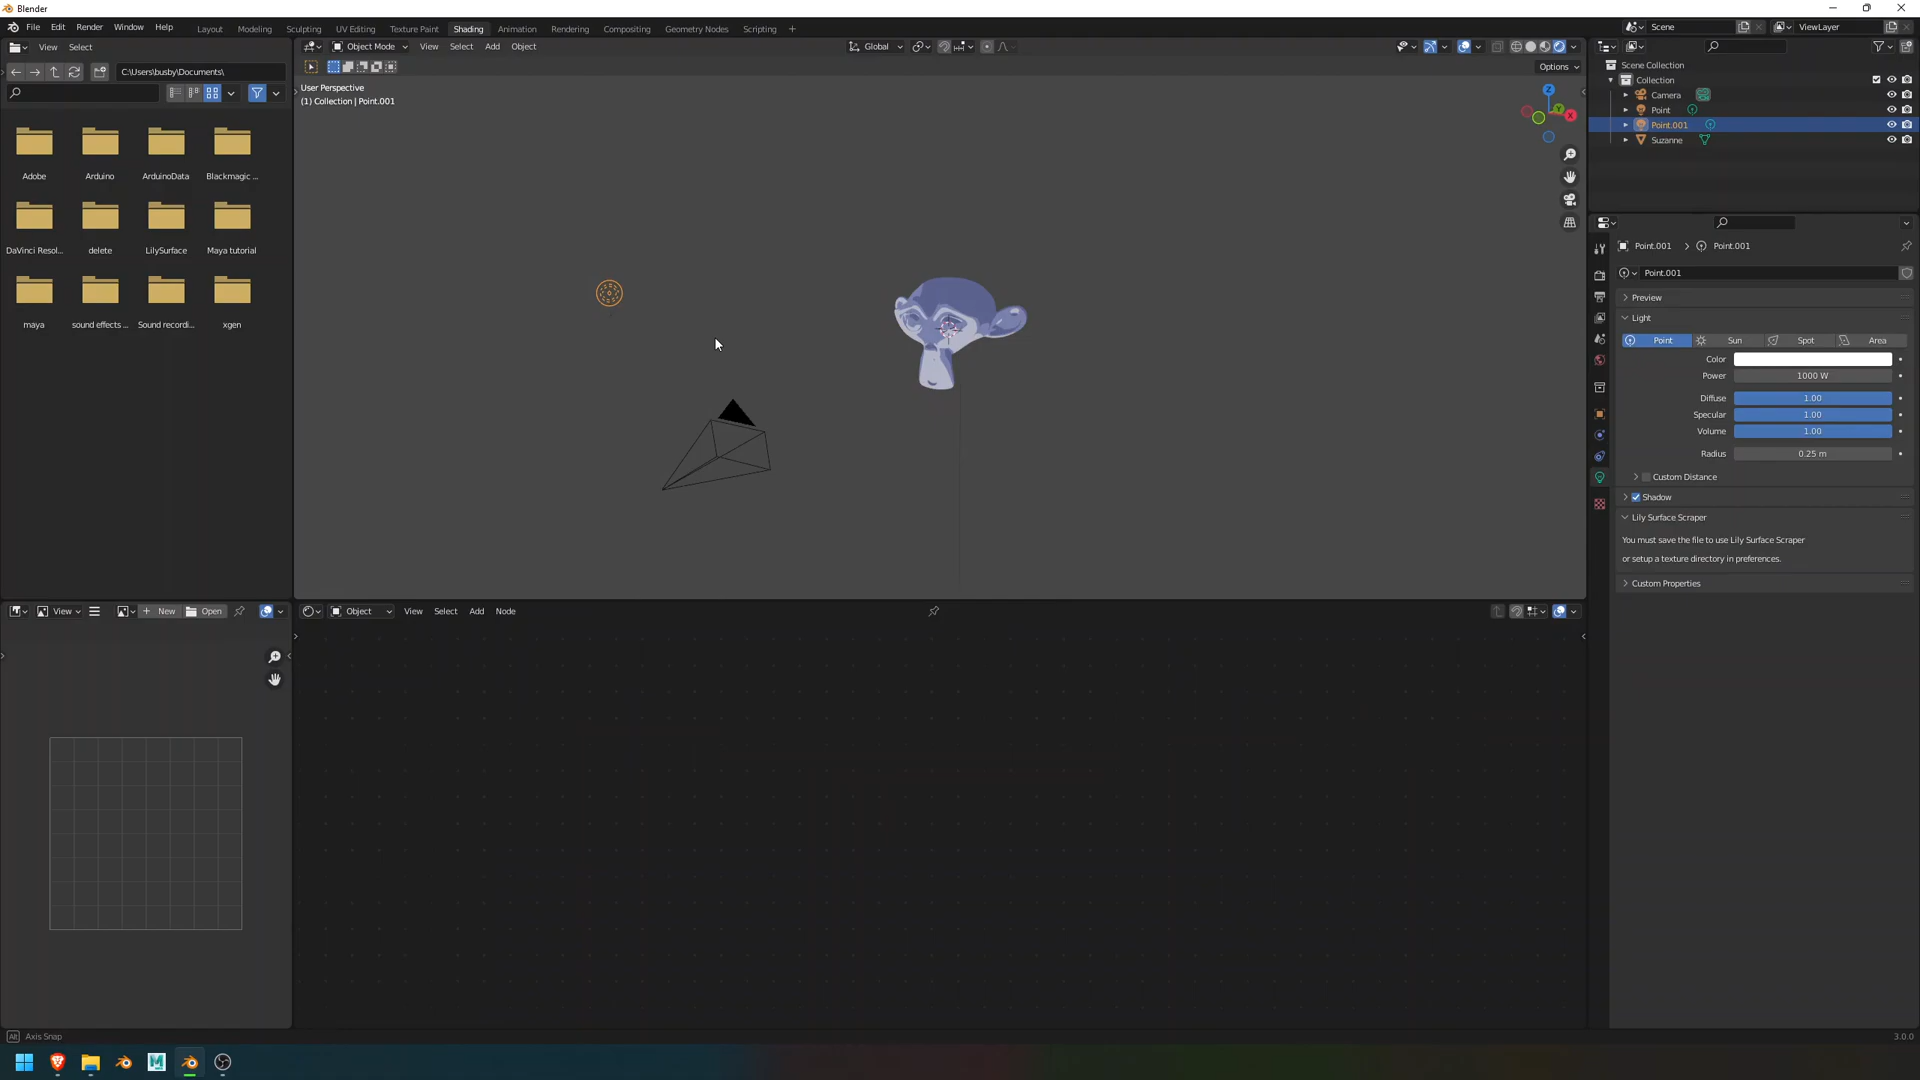 Blender
File Edit Render Window Help
Layout Modeling Sculpting UV Editing Texture Paint Shading Animation Rendering Compositing Geometry Nodes Scripting +
Scene
ViewLayer
View Select
Object Mode View Select Add Object
Global
C:\Users\busby\Documents\
Options
User Perspective
(1) Collection | Point.001
Z
Y
X
Scene Collection
Collection
Camera
Point
Point.001
Suzanne
Adobe Arduino ArduinoData Blackmagic ...
DaVinci Resol... delete LilySurface Maya tutorial
maya sound effects ... Sound recordi... xgen
Point.001 > Point.001
Point.001
Preview
Light
Point Sun Spot Area
Color
Power 1000 W
Diffuse 1.00
Specular 1.00
Volume 1.00
Radius 0.25 m
Custom Distance
Shadow
Lily Surface Scraper
You must save the file to use Lily Surface Scraper
or setup a texture directory in preferences.
Custom Properties
View + New Open
Object View Select Add Node
Alt Axis Snap
3.0.0